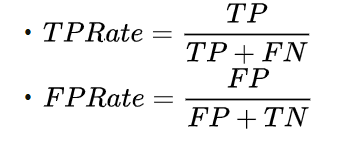 • TPRate = TP / (TP + FN)
• FPRate = FP / (FP + TN)